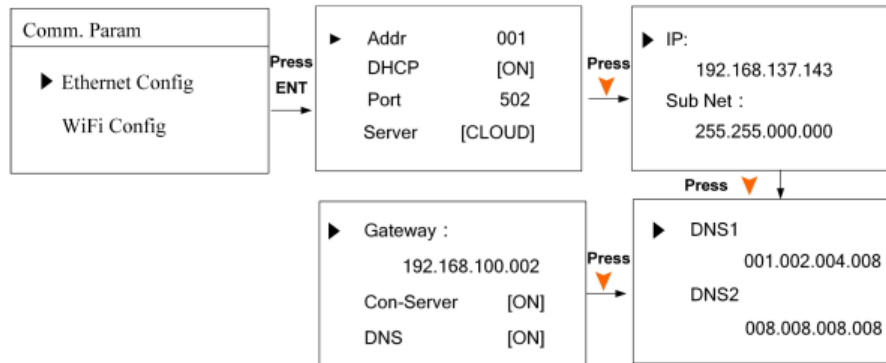 Comm. Param
Ethernet Config
WiFi Config
Press
ENT
Addr 001
DHCP [ON]
Port 502
Server [CLOUD]
Press
IP:
192.168.137.143
Sub Net :
255.255.000.000
Press
Gateway :
192.168.100.002
Con-Server [ON]
DNS [ON]
Press
DNS1
001.002.004.008
DNS2
008.008.008.008